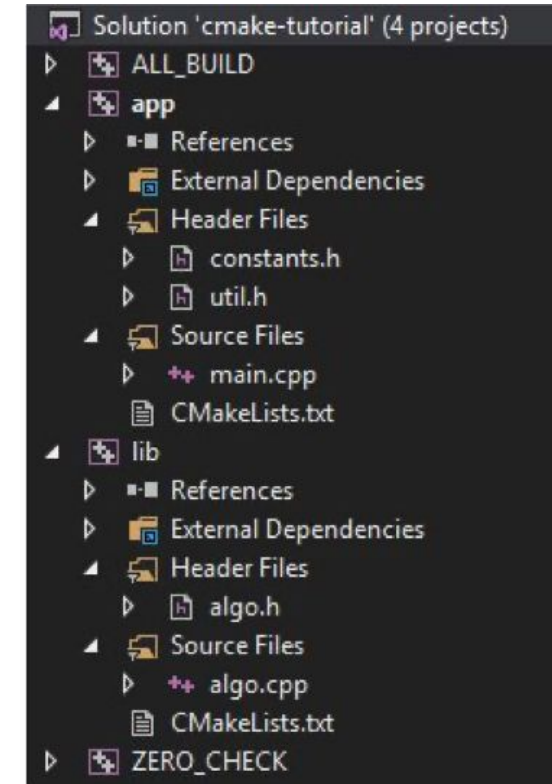 Solution 'cmake-tutorial' (4 projects)
ALL_BUILD
app
References
External Dependencies
Header Files
constants.h
util.h
Source Files
main.cpp
CMakeLists.txt
lib
References
External Dependencies
Header Files
algo.h
Source Files
algo.cpp
CMakeLists.txt
ZERO_CHECK